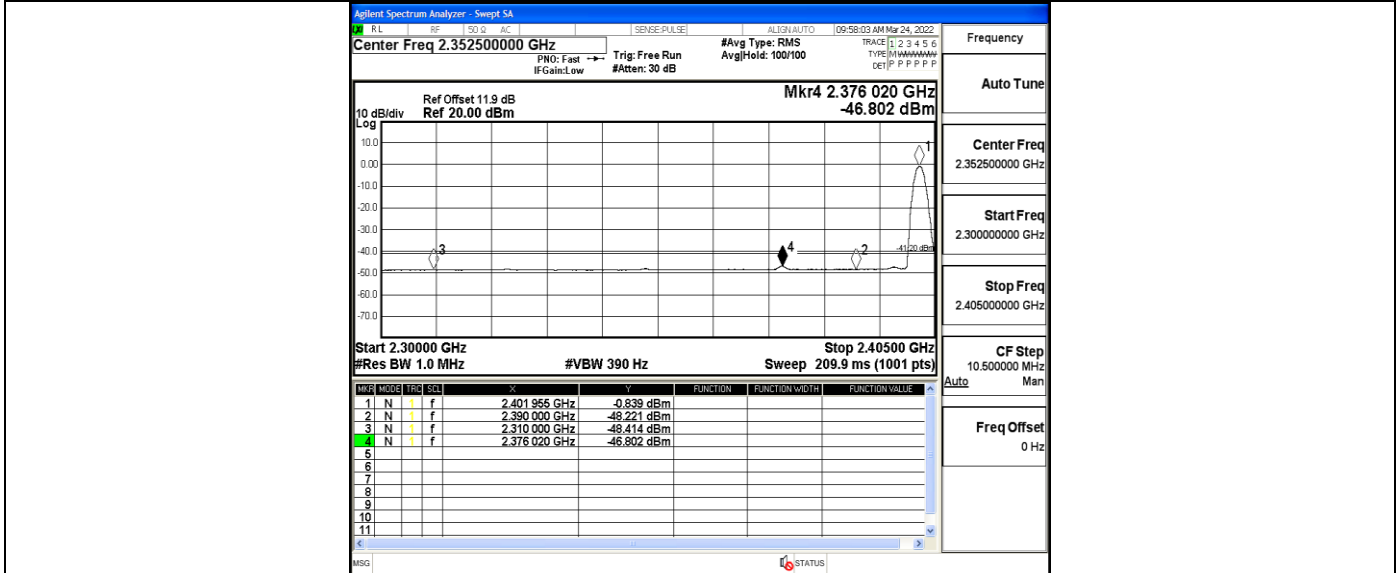 Agilent Spectrum Analyzer - Swept SA
RL RF 50 Ω AC SENSE:PULSE ALIGNAUTO 09:58:03 AM Mar 24, 2022
Center Freq 2.352500000 GHz
PNO: Fast
IFGain:Low
Trig: Free Run
#Atten: 30 dB
#Avg Type: RMS
Avg|Hold: 100/100
TRACE 1 2 3 4 5 6
TYPE MWWWWW
DET P P P P P P
Mkr4 2.376 020 GHz
-46.802 dBm
Ref Offset 11.9 dB
10 dB/div Ref 20.00 dBm
Log
10.0
0.00
-10.0
-20.0
-30.0
-40.0
-50.0
-60.0
-70.0
1
3
4
2
-41.20 dBm
Start 2.30000 GHz Stop 2.40500 GHz
#Res BW 1.0 MHz #VBW 390 Hz Sweep 209.9 ms (1001 pts)
MKR MODE TRC SCL X Y FUNCTION FUNCTION WIDTH FUNCTION VALUE
1 N 1 f 2.401 955 GHz -0.839 dBm
2 N 1 f 2.390 000 GHz -48.221 dBm
3 N 1 f 2.310 000 GHz -48.414 dBm
4 N 1 f 2.376 020 GHz -46.802 dBm
5
6
7
8
9
10
11
MSG STATUS
Frequency
Auto Tune
Center Freq
2.352500000 GHz
Start Freq
2.300000000 GHz
Stop Freq
2.405000000 GHz
CF Step
10.500000 MHz
Auto Man
Freq Offset
0 Hz